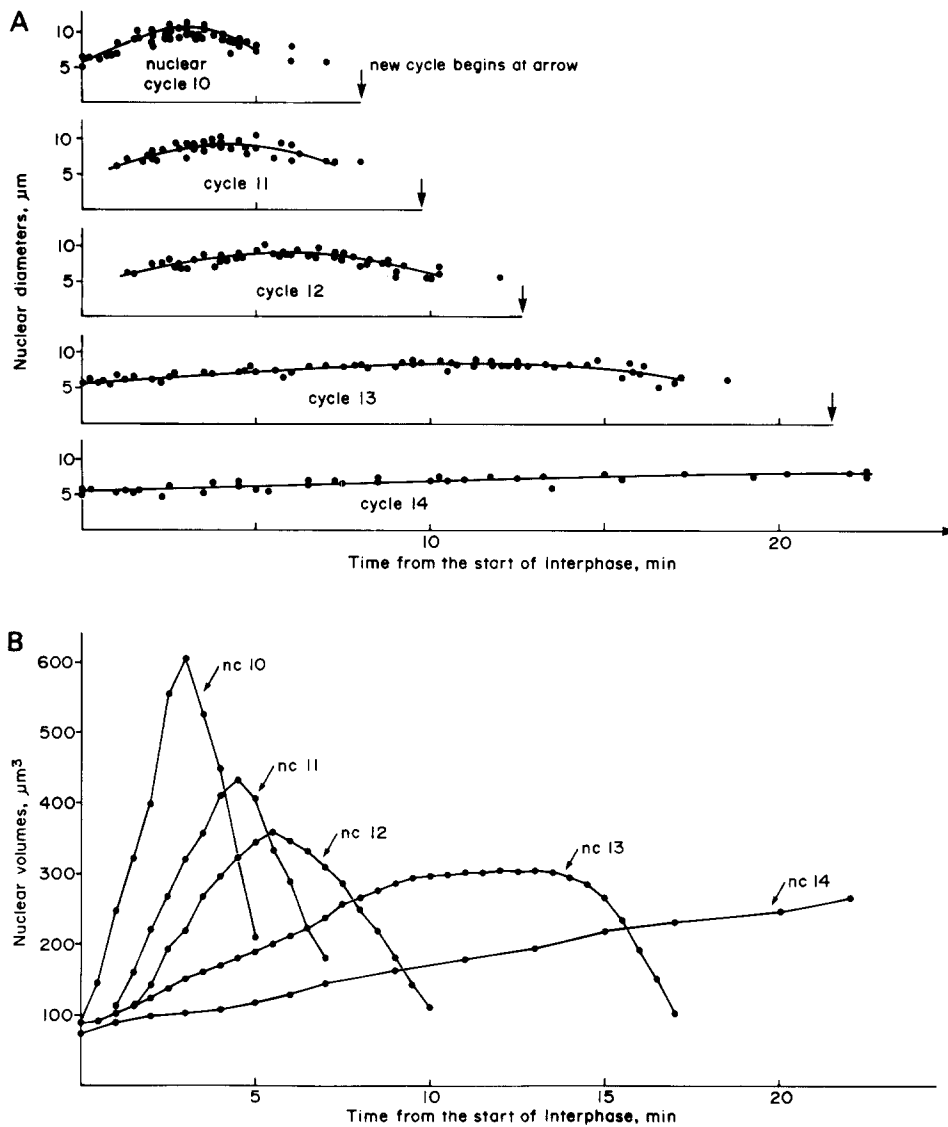 A
10
5
nuclear
cycle 10
new cycle begins at arrow
10
5
cycle 11
10
5
cycle 12
10
5
cycle 13
10
5
cycle 14
Nuclear diameters, μm
10
20
Time from the start of Interphase, min
B
600
500
400
300
200
100
nc 10
nc 11
nc 12
nc 13
nc 14
Nuclear volumes, μm³
5
10
15
20
Time from the start of Interphase, min